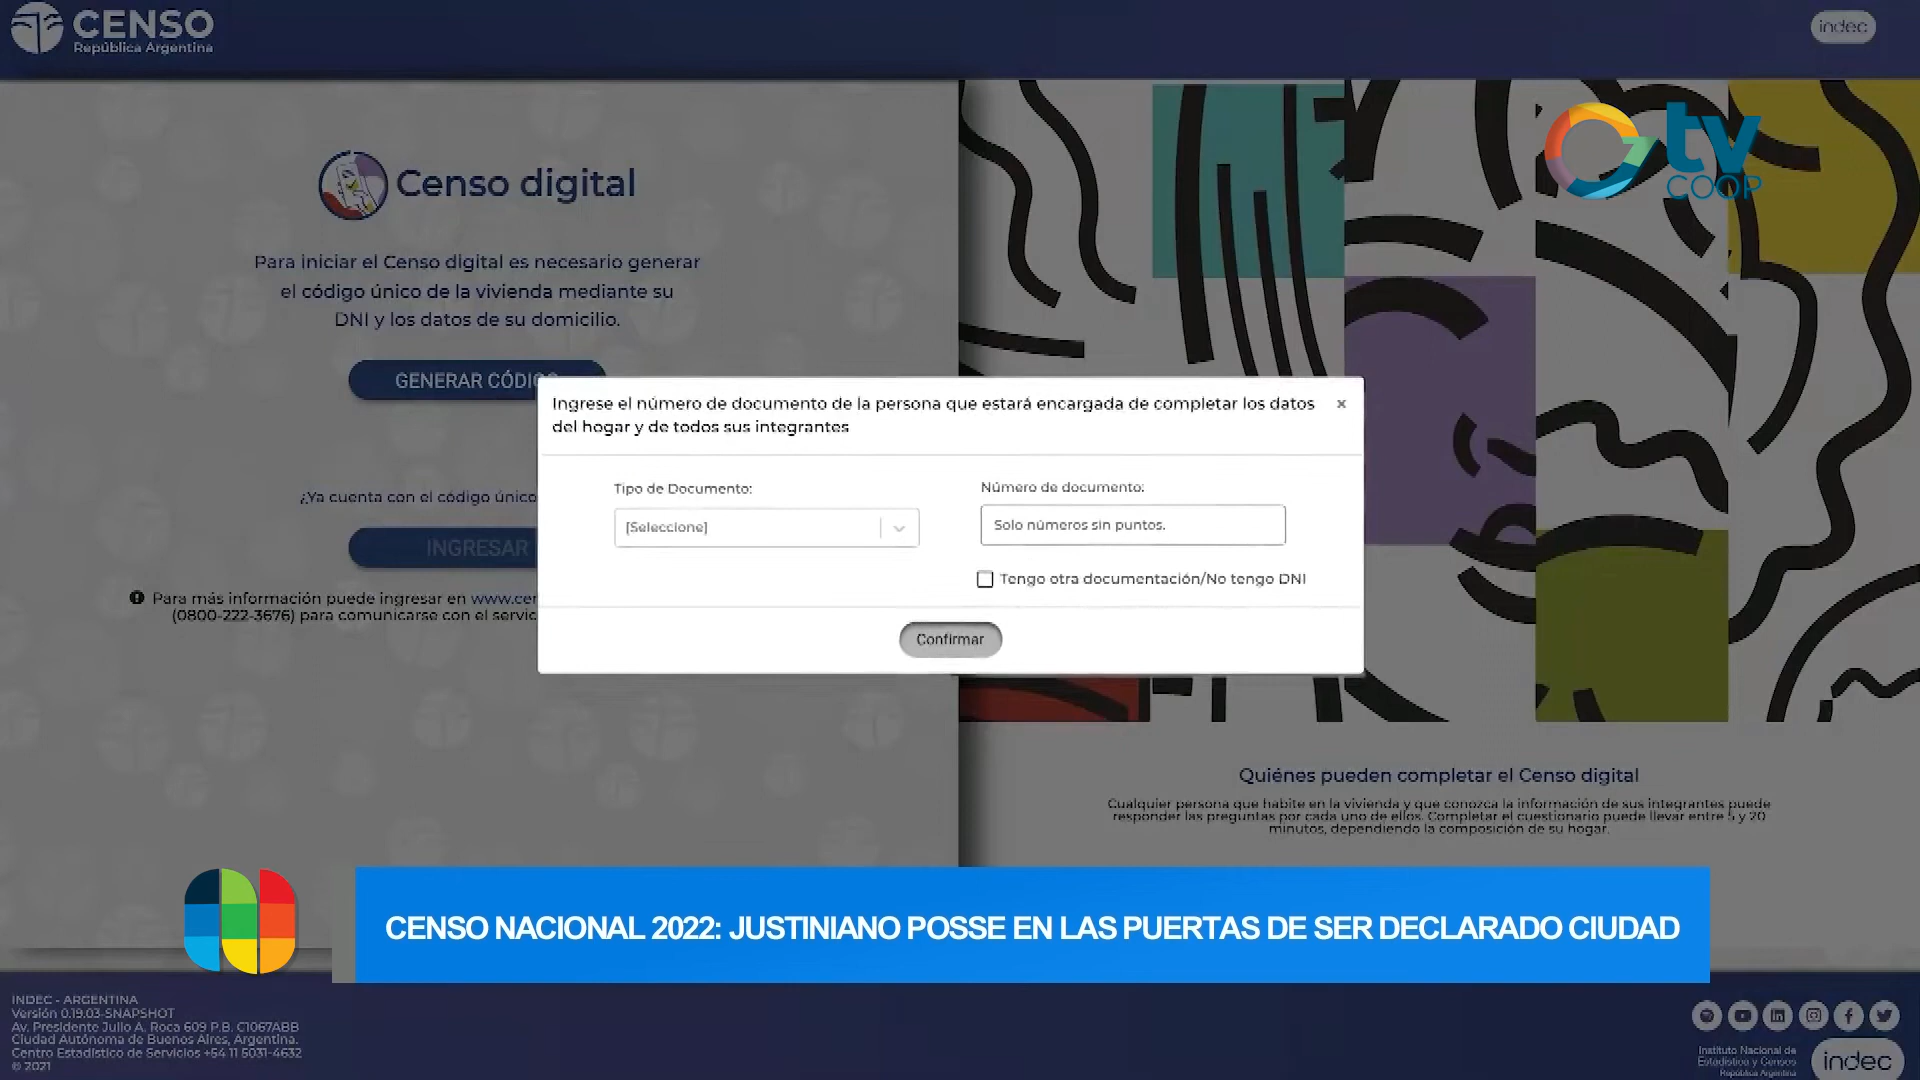 CENSO
República Argentina
indec
tv
COOP
Censo digital
Para iniciar el Censo digital es necesario generar
el código único de la vivienda mediante su
DNI y los datos de su domicilio.
GENERAR CÓDIG
¿Ya cuenta con el código único
INGRESAR
Para más información puede ingresar en www.cen
(0800-222-3676) para comunicarse con el servic
Ingrese el número de documento de la persona que estará encargada de completar los datos
del hogar y de todos sus integrantes
×
Tipo de Documento:
[Seleccione]
Número de documento:
Solo números sin puntos.
Tengo otra documentación/No tengo DNI
Confirmar
Quiénes pueden completar el Censo digital
Cualquier persona que habite en la vivienda y que conozca la información de sus integrantes puede
responder las preguntas por cada uno de ellos. Completar el cuestionario puede llevar entre 5 y 20
minutos, dependiendo la composición de su hogar.
CENSO NACIONAL 2022: JUSTINIANO POSSE EN LAS PUERTAS DE SER DECLARADO CIUDAD
INDEC - ARGENTINA
Versión 0.19.03-SNAPSHOT
Av. Presidente Julio A. Roca 609 P.B. C1067ABB
Ciudad Autónoma de Buenos Aires, Argentina.
Centro Estadístico de Servicios +54 11 5031-4632
© 2021
Instituto Nacional de
Estadística y Censos
República Argentina
indec